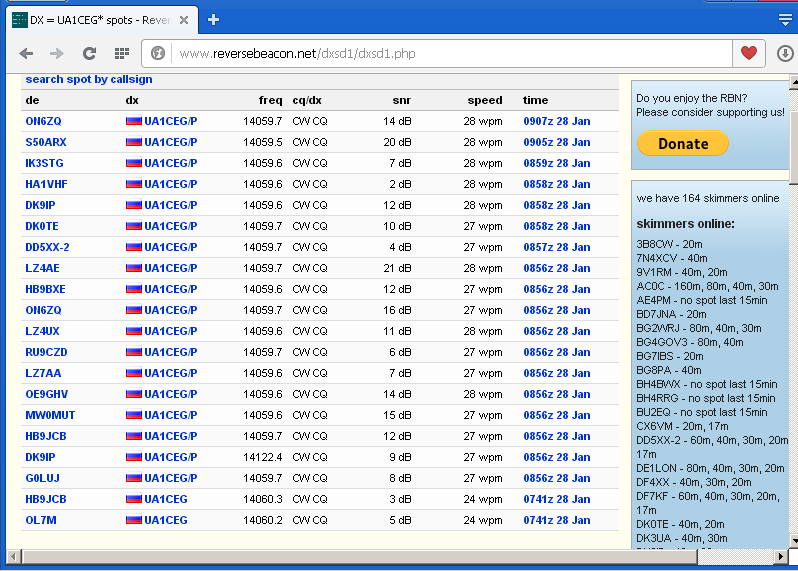 DX = UA1CEG* spots - Rever
www.reversebeacon.net/dxsd1/dxsd1.php
search spot by callsign
de dx freq cq/dx snr speed time
ON6ZQ UA1CEG/P 14059.7 CW CQ 14 dB 28 wpm 0907z 28 Jan
S50ARX UA1CEG/P 14059.5 CW CQ 20 dB 28 wpm 0905z 28 Jan
IK3STG UA1CEG/P 14059.6 CW CQ 7 dB 28 wpm 0859z 28 Jan
HA1VHF UA1CEG/P 14059.6 CW CQ 2 dB 28 wpm 0858z 28 Jan
DK9IP UA1CEG/P 14059.6 CW CQ 12 dB 28 wpm 0858z 28 Jan
DK0TE UA1CEG/P 14059.7 CW CQ 10 dB 27 wpm 0858z 28 Jan
DD5XX-2 UA1CEG/P 14059.6 CW CQ 4 dB 27 wpm 0857z 28 Jan
LZ4AE UA1CEG/P 14059.6 CW CQ 21 dB 28 wpm 0856z 28 Jan
HB9BXE UA1CEG/P 14059.6 CW CQ 12 dB 27 wpm 0856z 28 Jan
ON6ZQ UA1CEG/P 14059.7 CW CQ 16 dB 27 wpm 0856z 28 Jan
LZ4UX UA1CEG/P 14059.6 CW CQ 11 dB 28 wpm 0856z 28 Jan
RU9CZD UA1CEG/P 14059.7 CW CQ 6 dB 27 wpm 0856z 28 Jan
LZ7AA UA1CEG/P 14059.6 CW CQ 7 dB 27 wpm 0856z 28 Jan
OE9GHV UA1CEG/P 14059.6 CW CQ 14 dB 28 wpm 0856z 28 Jan
MW0MUT UA1CEG/P 14059.7 CW CQ 15 dB 27 wpm 0856z 28 Jan
HB9JCB UA1CEG/P 14059.7 CW CQ 12 dB 27 wpm 0856z 28 Jan
DK9IP UA1CEG/P 14122.4 CW CQ 9 dB 27 wpm 0856z 28 Jan
G0LUJ UA1CEG/P 14059.7 CW CQ 8 dB 27 wpm 0856z 28 Jan
HB9JCB UA1CEG 14060.3 CW CQ 3 dB 24 wpm 0741z 28 Jan
OL7M UA1CEG 14060.2 CW CQ 5 dB 24 wpm 0741z 28 Jan
Do you enjoy the RBN?
Please consider supporting us!
Donate
we have 164 skimmers online
skimmers online:
3B8CW - 20m
7N4XCV - 40m
9V1RM - 40m, 20m
AC0C - 160m, 80m, 40m, 30m
AE4PM - no spot last 15min
BD7JNA - 20m
BG2WRJ - 80m, 40m, 30m
BG4GOV3 - 80m, 40m
BG7IBS - 20m
BG8PA - 40m
BH4BWX - no spot last 15min
BH4RRG - no spot last 15min
BU2EQ - no spot last 15min
CX6VM - 20m, 17m
DD5XX-2 - 60m, 40m, 30m, 20m
17m
DE1LON - 80m, 40m, 30m, 20m
DF4XX - 40m, 30m, 20m
DF7KF - 60m, 40m, 30m, 20m,
17m
DK0TE - 40m, 20m
DK3UA - 40m, 30m